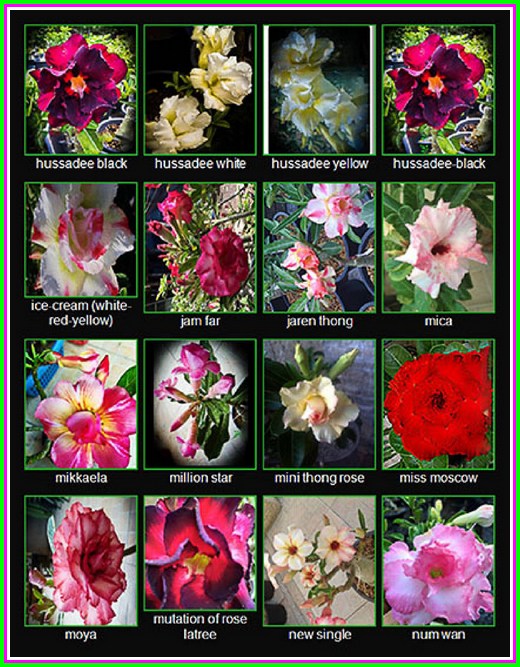 hussadee black
hussadee white
hussadee yellow
hussadee-black
ice-cream (white-
red-yellow)
jam far
jaren thong
mica
mikkaela
million star
mini thong rose
miss moscow
moya
mutation of rose
latree
new single
num wan